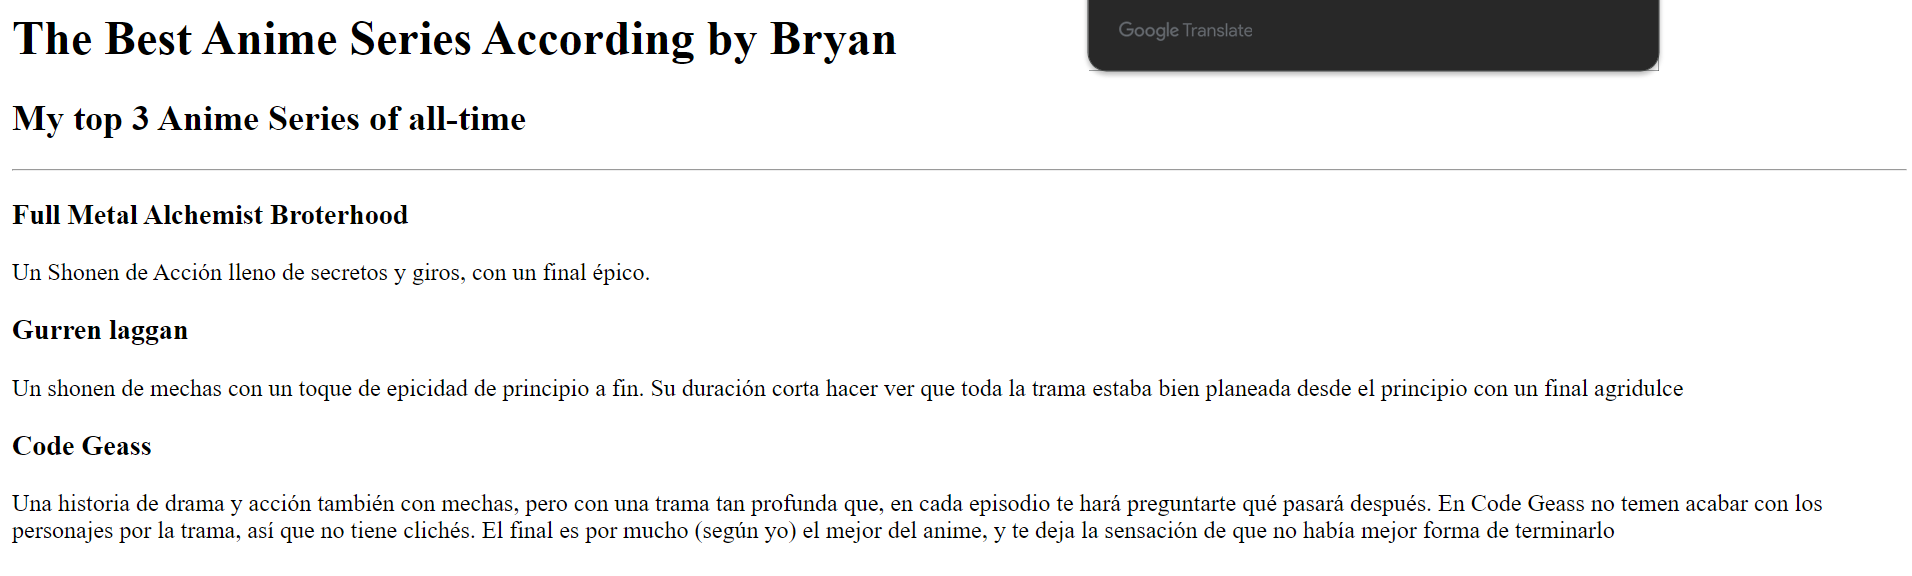 The Best Anime Series According by Bryan
Google Translate
My top 3 Anime Series of all-time
Full Metal Alchemist Broterhood
Un Shonen de Acción lleno de secretos y giros, con un final épico.
Gurren laggan
Un shonen de mechas con un toque de epicidad de principio a fin. Su duración corta hacer ver que toda la trama estaba bien planeada desde el principio con un final agridulce
Code Geass
Una historia de drama y acción también con mechas, pero con una trama tan profunda que, en cada episodio te hará preguntarte qué pasará después. En Code Geass no temen acabar con los
personajes por la trama, así que no tiene clichés. El final es por mucho (según yo) el mejor del anime, y te deja la sensación de que no había mejor forma de terminarlo